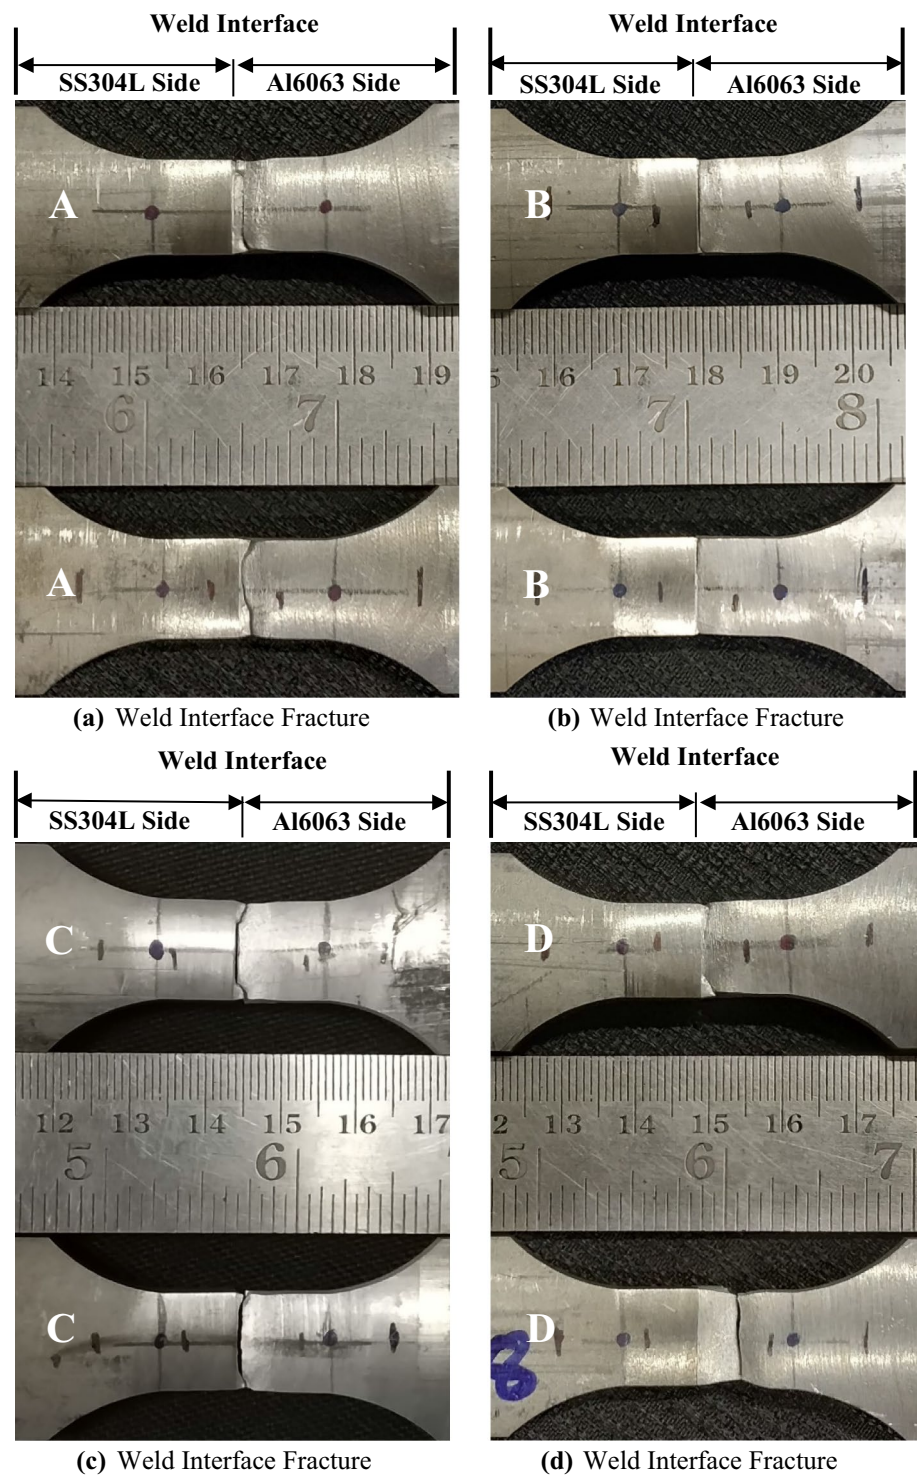 Weld Interface
SS304L Side Al6063 Side
A
14 15 16 17 18 19
6 7
A
(a) Weld Interface Fracture
Weld Interface
SS304L Side Al6063 Side
B
5 16 17 18 19 20
7 8
B
(b) Weld Interface Fracture
Weld Interface
SS304L Side Al6063 Side
C
12 13 14 15 16 17
5 6
C
(c) Weld Interface Fracture
Weld Interface
SS304L Side Al6063 Side
D
2 13 14 15 16 17
5 6 7
D
8
(d) Weld Interface Fracture